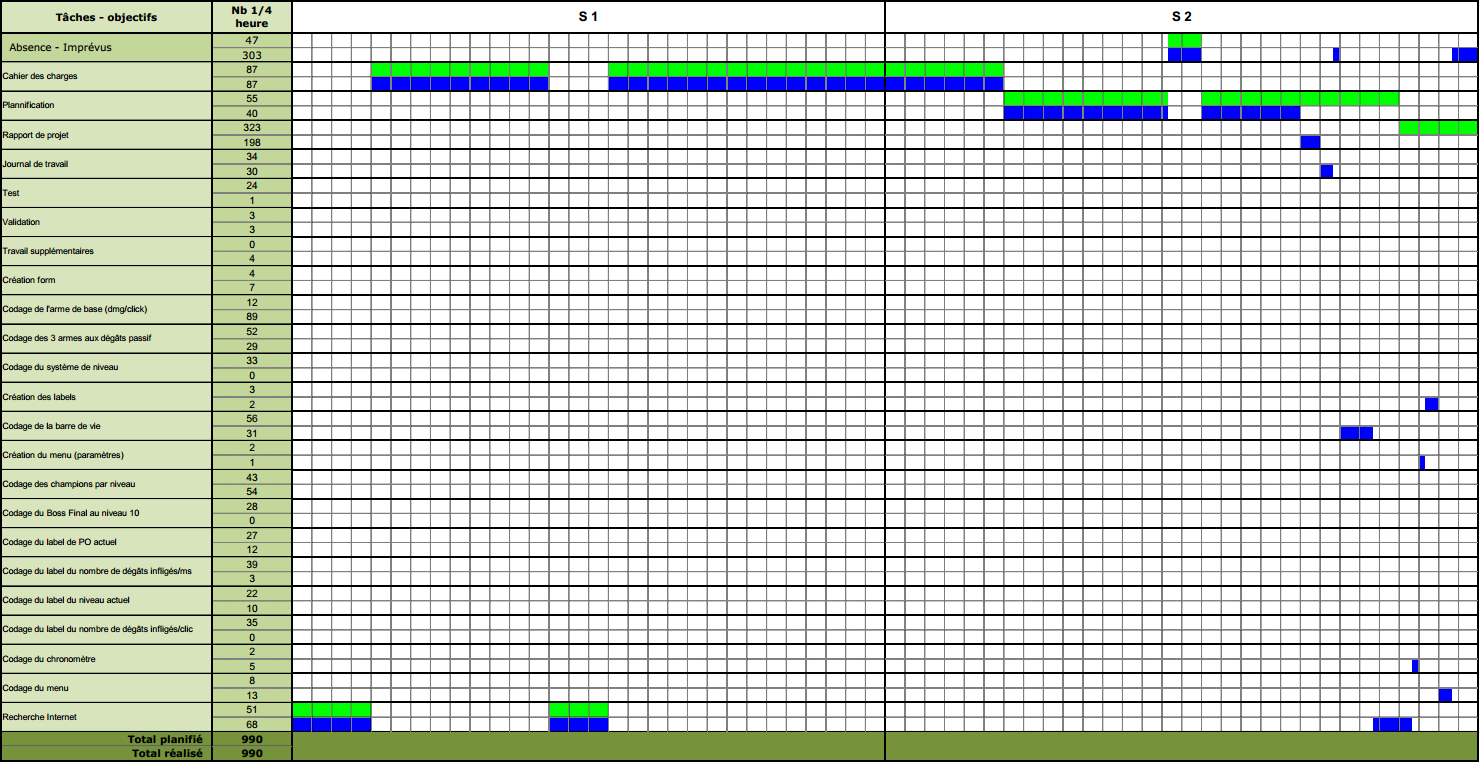 Tâches - objectifs
Nb 1/4
heure
S 1
S 2
Absence - Imprévus
47
303
Cahier des charges
87
87
Plannification
55
40
Rapport de projet
323
198
Journal de travail
34
30
Test
24
1
Validation
3
3
Travail supplémentaires
0
4
Création form
4
7
Codage de l'arme de base (dmg/click)
12
89
Codage des 3 armes aux dégâts passif
52
29
Codage du système de niveau
33
0
Création des labels
3
2
Codage de la barre de vie
56
31
Création du menu (paramètres)
2
1
Codage des champions par niveau
43
54
Codage du Boss Final au niveau 10
28
0
Codage du label de PO actuel
27
12
Codage du label du nombre de dégâts infligés/ms
39
3
Codage du label du niveau actuel
22
10
Codage du label du nombre de dégâts infligés/clic
35
0
Codage du chronomètre
2
5
Codage du menu
8
13
Recherche Internet
51
68
Total planifié 990
Total réalisé 990